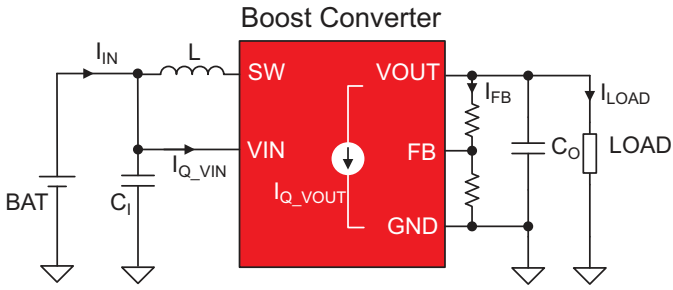 Boost Converter
I_IN
L
SW
VOUT
I_FB
I_LOAD
VIN
I_Q_VIN
FB
C_O
LOAD
BAT
C_I
I_Q_VOUT
GND